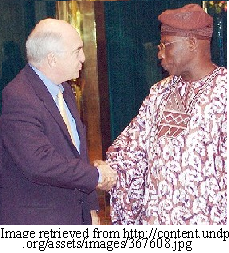 Image retrieved from http://content.undp
.org/assets/images/367608.jpg